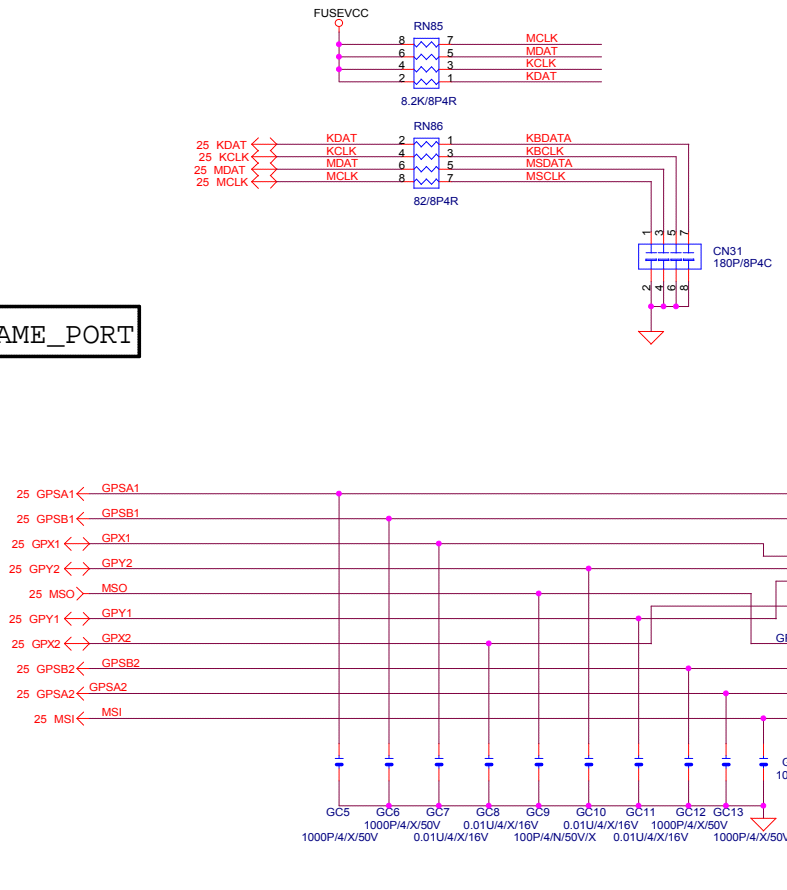 FUSEVCC
RN85
8 7 MCLK
6 5 MDAT
4 3 KCLK
2 1 KDAT
8.2K/8P4R
RN86
25 KDAT KDAT 2 1 KBDATA
25 KCLK KCLK 4 3 KBCLK
25 MDAT MDAT 6 5 MSDATA
25 MCLK MCLK 8 7 MSCLK
82/8P4R
1 3 5 7
CN31
180P/8P4C
2 4 6 8
AME_PORT
25 GPSA1 GPSA1
25 GPSB1 GPSB1
25 GPX1 GPX1
25 GPY2 GPY2
25 MSO MSO
25 GPY1 GPY1
25 GPX2 GPX2
25 GPSB2 GPSB2
25 GPSA2 GPSA2
25 MSI MSI
GC5 GC6 GC7 GC8 GC9 GC10 GC11 GC12 GC13
1000P/4/X/50V 0.01U/4/X/16V 0.01U/4/X/16V 1000P/4/X/50V
1000P/4/X/50V 0.01U/4/X/16V 100P/4/N/50V/X 0.01U/4/X/16V 1000P/4/X/50V